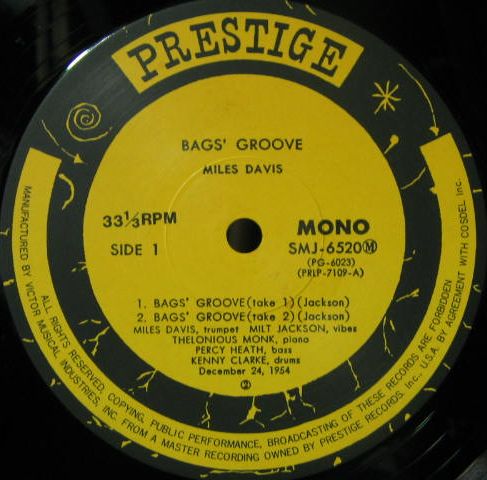 PRESTIGE
BAGS' GROOVE
MILES DAVIS
33⅓RPM
SIDE 1
MONO
SMJ-6520Ⓜ
(PG-6023)
(PRLP-7109-A)
1. BAGS' GROOVE(take 1)(Jackson)
2. BAGS' GROOVE(take 2)(Jackson)
MILES DAVIS, trumpet MILT JACKSON, vibes
THELONIOUS MONK, piano
PERCY HEATH, bass
KENNY CLARKE, drums
December 24, 1954
②
ALL RIGHTS RESERVED, COPYING, PUBLIC PERFORMANCE, BROADCASTING OF THESE RECORDS ARE FORBIDDEN
MANUFACTURED BY VICTOR MUSICAL INDUSTRIES, INC. FROM A MASTER RECORDING OWNED BY PRESTIGE RECORDS. Inc., U.S.A. BY AGREEMENT WITH COSDEL Inc.